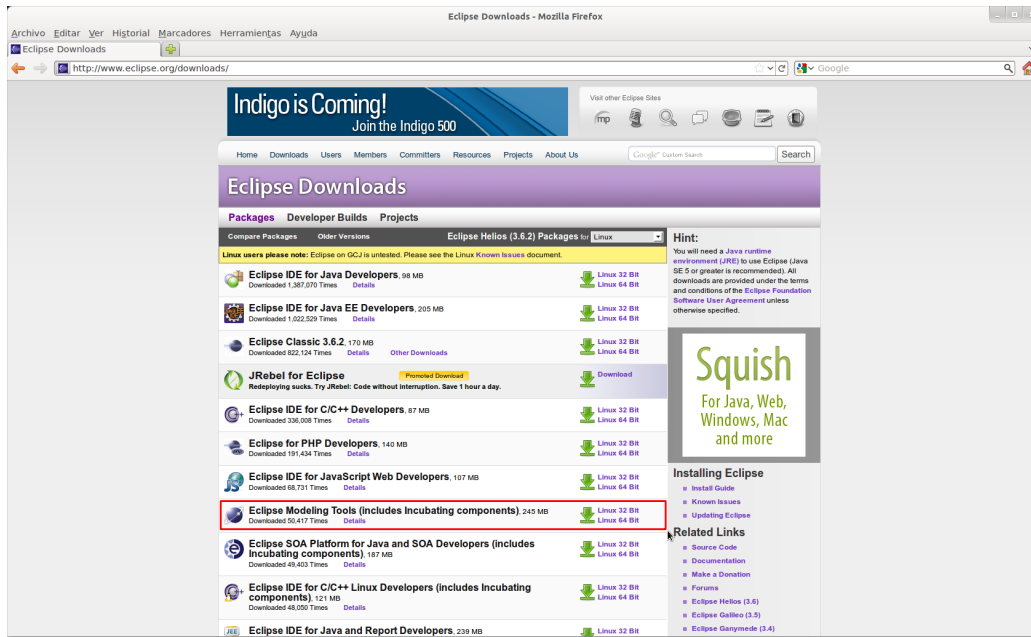 Eclipse Downloads - Mozilla Firefox
Archivo Editar Ver Historial Marcadores Herramientas Ayuda
Eclipse Downloads
http://www.eclipse.org/downloads/
Google
Indigo is Coming!
Join the Indigo 500
Visit other Eclipse Sites
mp
Home Downloads Users Members Committers Resources Projects About Us
Google™ Custom Search
Search
Eclipse Downloads
Packages Developer Builds Projects
Compare Packages Older Versions Eclipse Helios (3.6.2) Packages for Linux
Linux users please note: Eclipse on GCJ is untested. Please see the Linux Known Issues document.
Eclipse IDE for Java Developers, 98 MB
Downloaded 1,387,070 Times Details
Linux 32 Bit
Linux 64 Bit
Eclipse IDE for Java EE Developers, 205 MB
Downloaded 1,022,529 Times Details
Linux 32 Bit
Linux 64 Bit
Eclipse Classic 3.6.2, 170 MB
Downloaded 822,124 Times Details Other Downloads
Linux 32 Bit
Linux 64 Bit
JRebel for Eclipse
Promoted Download
Redeploying sucks. Try JRebel: Code without interruption. Save 1 hour a day.
Download
Eclipse IDE for C/C++ Developers, 87 MB
Downloaded 336,008 Times Details
Linux 32 Bit
Linux 64 Bit
Eclipse for PHP Developers, 140 MB
Downloaded 191,434 Times Details
Linux 32 Bit
Linux 64 Bit
JS
Eclipse IDE for JavaScript Web Developers, 107 MB
Downloaded 68,731 Times Details
Linux 32 Bit
Linux 64 Bit
Eclipse Modeling Tools (includes Incubating components), 245 MB
Downloaded 50,417 Times Details
Linux 32 Bit
Linux 64 Bit
Eclipse SOA Platform for Java and SOA Developers (includes
Incubating components), 187 MB
Downloaded 49,403 Times Details
Linux 32 Bit
Linux 64 Bit
Eclipse IDE for C/C++ Linux Developers (includes Incubating
components), 121 MB
Downloaded 48,050 Times Details
Linux 32 Bit
Linux 64 Bit
JEE
Eclipse IDE for Java and Report Developers, 239 MB
Linux 32 Bit
Hint:
You will need a Java runtime
environment (JRE) to use Eclipse (Java
SE 5 or greater is recommended). All
downloads are provided under the terms
and conditions of the Eclipse Foundation
Software User Agreement unless
otherwise specified.
Squish
For Java, Web,
Windows, Mac
and more
Installing Eclipse
Install Guide
Known Issues
Updating Eclipse
Related Links
Source Code
Documentation
Make a Donation
Forums
Eclipse Helios (3.6)
Eclipse Galileo (3.5)
Eclipse Ganymede (3.4)